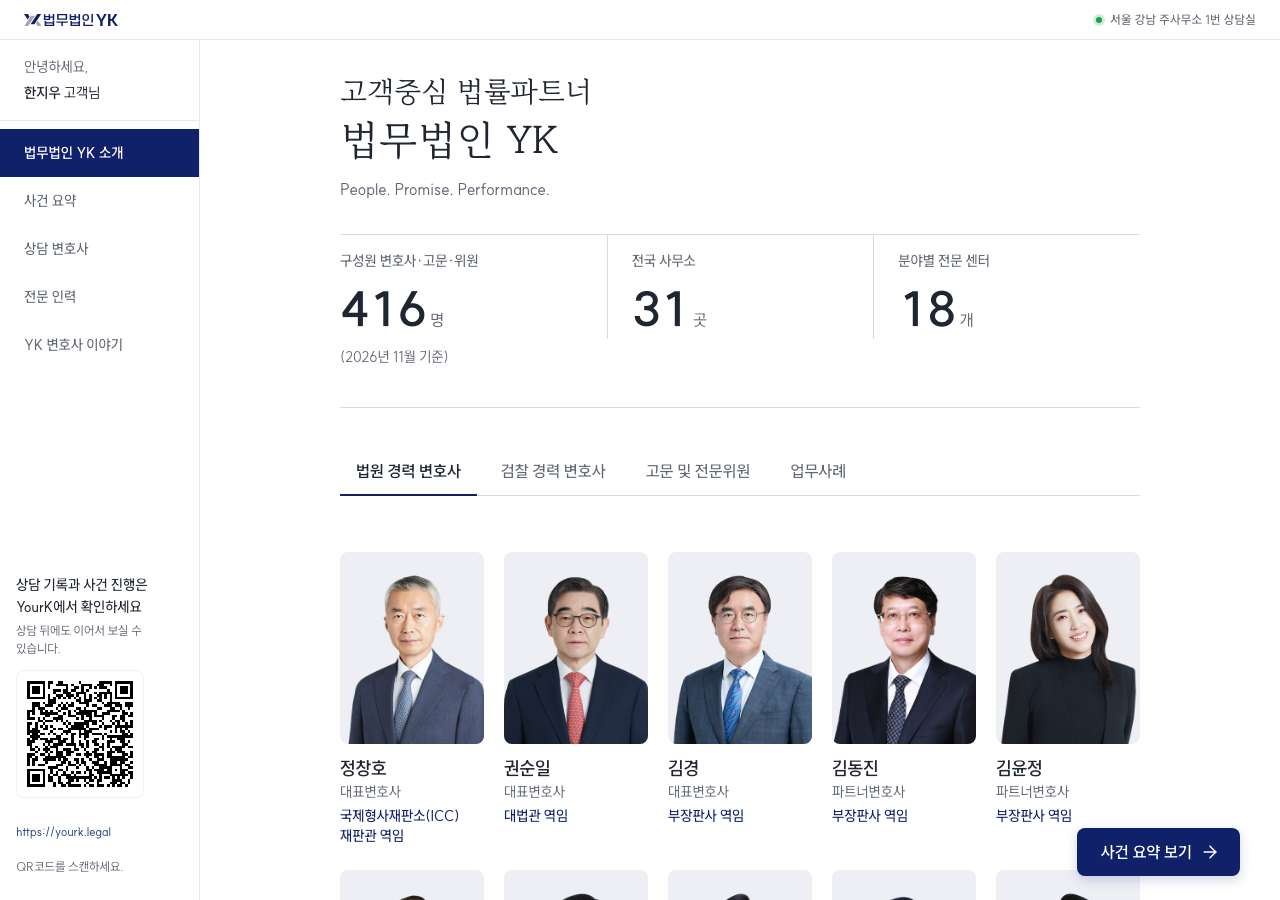 법무법인 YK
서울 강남 주사무소 1번 상담실
안녕하세요,
한지우 고객님
법무법인 YK 소개
사건 요약
상담 변호사
전문 인력
YK 변호사 이야기
상담 기록과 사건 진행은
YourK에서 확인하세요
상담 뒤에도 이어서 보실 수
있습니다.
https://yourk.legal
QR코드를 스캔하세요.
고객중심 법률파트너
법무법인 YK
People. Promise. Performance.
구성원 변호사·고문·위원
416 명
(2026년 11월 기준)
전국 사무소
31 곳
분야별 전문 센터
18 개
법원 경력 변호사
검찰 경력 변호사
고문 및 전문위원
업무사례
정창호
대표변호사
국제형사재판소(ICC)
재판관 역임
권순일
대표변호사
대법관 역임
김경
대표변호사
부장판사 역임
김동진
파트너변호사
부장판사 역임
김윤정
파트너변호사
부장판사 역임
사건 요약 보기